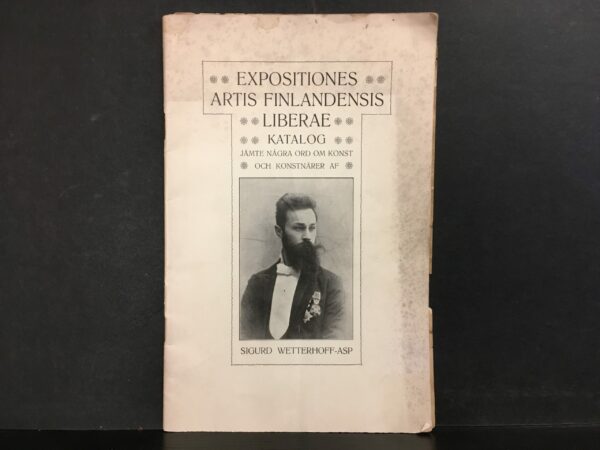 EXPOSITIONES
ARTIS FINLANDENSIS
LIBERAE
KATALOG
JÄMTE NÅGRA ORD OM KONST
OCH KONSTNÄRER AF
SIGURD WETTERHOFF-ASP